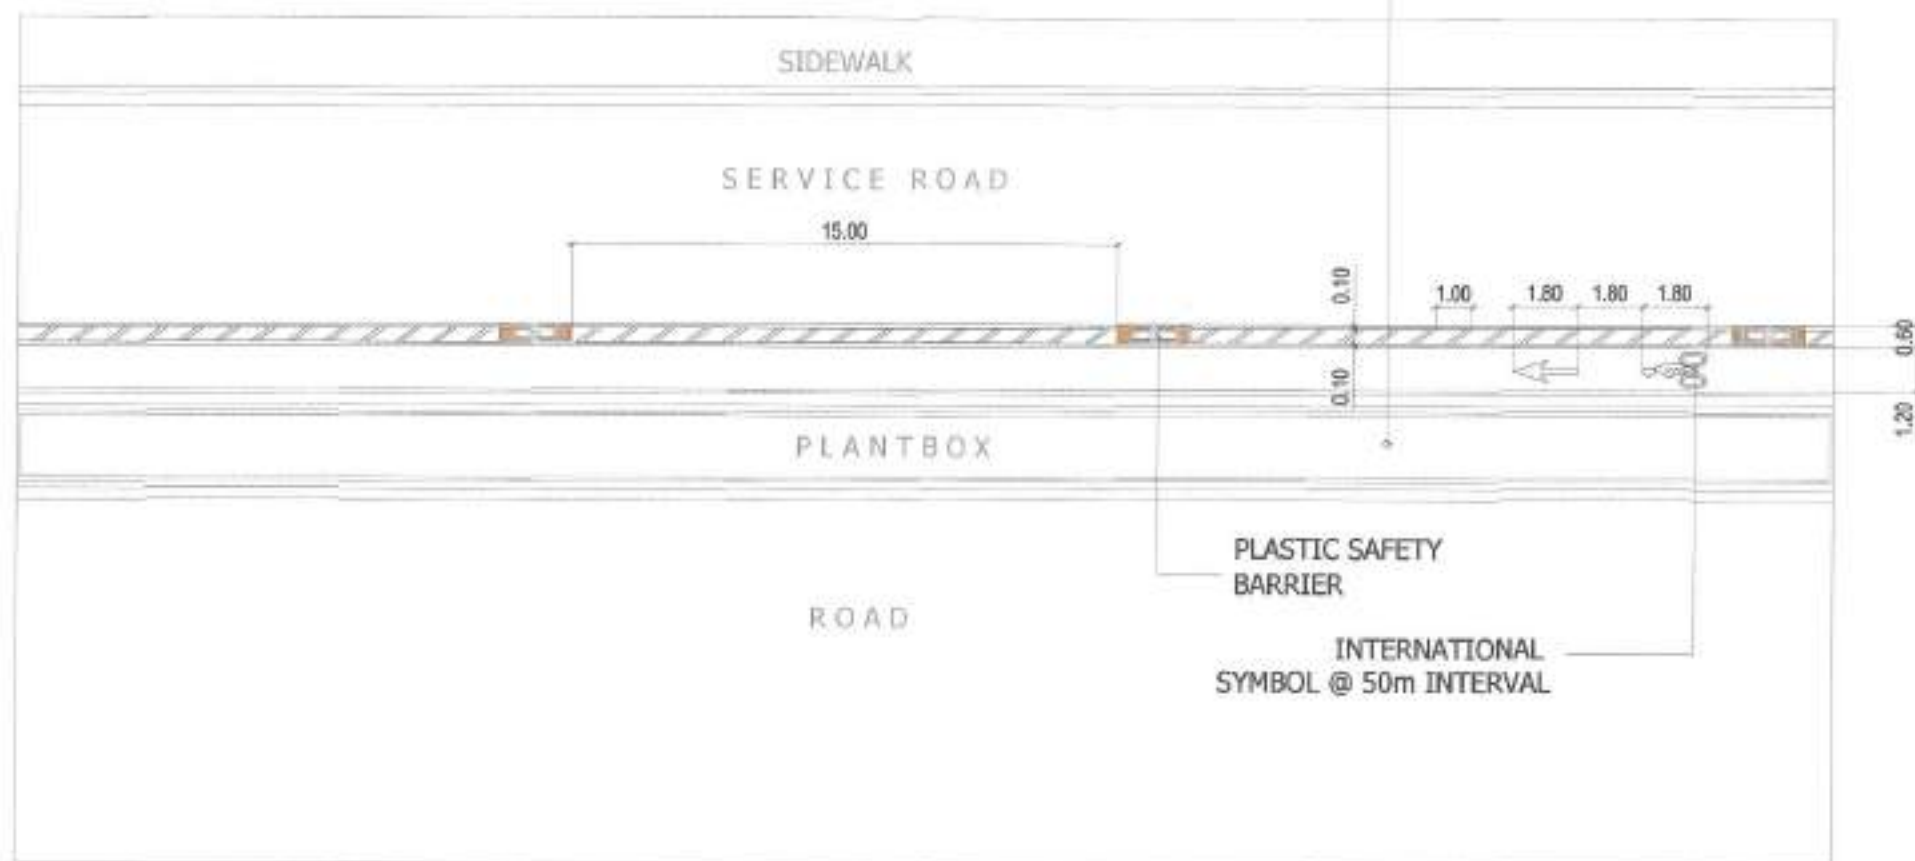 SIDEWALK
SERVICE ROAD
15.00
0.10
1.00
1.80
1.80
1.80
0.60
0.10
1.20
PLANTBOX
PLASTIC SAFETY
BARRIER
ROAD
INTERNATIONAL
SYMBOL @ 50m INTERVAL